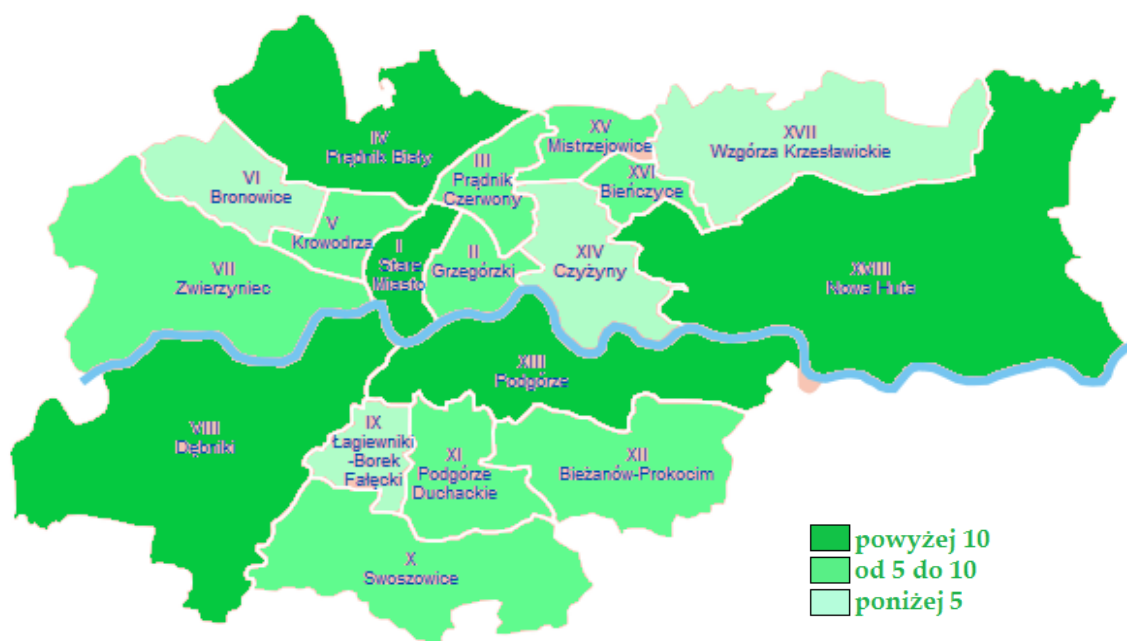 IV
Prądnik Biały
XV
Mistrzejowice
XVII
Wzgórza Krzesławickie
III
Prądnik
Czerwony
VI
Bronowice
XVI
Bieńczyce
V
Krowodrza
I
Stare
Miasto
II
Grzegórzki
XIV
Czyżyny
VII
Zwierzyniec
XVIII
Nowa Huta
XIII
Podgórze
VIII
Dębniki
IX
Łagiewniki
-Borek
Fałęcki
XI
Podgórze
Duchackie
XII
Bieżanów-Prokocim
X
Swoszowice
powyżej 10
od 5 do 10
poniżej 5